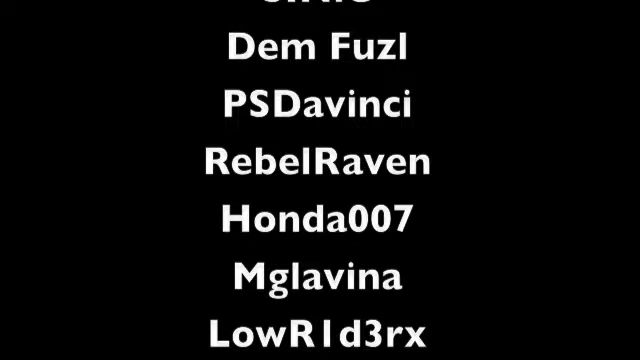 Dem Fuzl
PSDavinci
RebelRaven
Honda007
Mglavina
LowR1d3rx